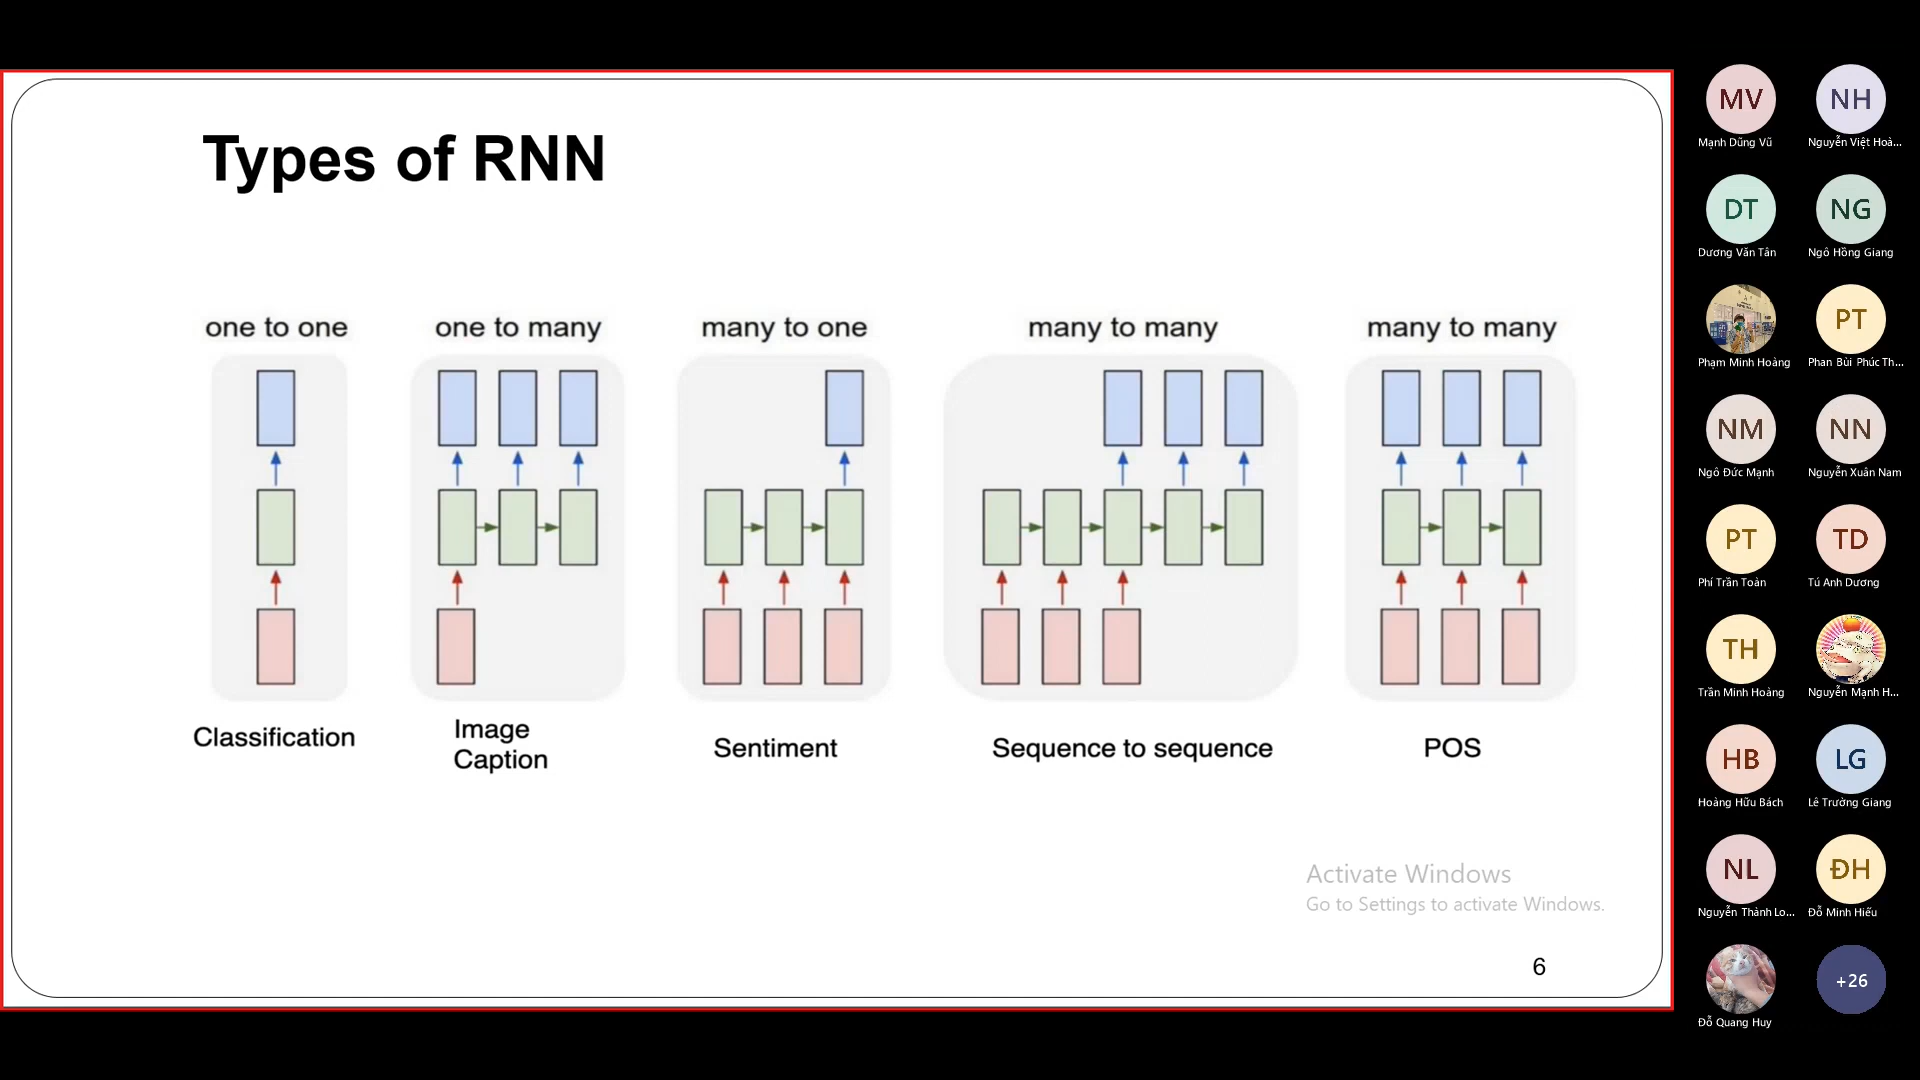 Types of RNN
one to one
one to many
many to one
many to many
many to many
Classification
Image
Caption
Sentiment
Sequence to sequence
POS
Activate Windows
Go to Settings to activate Windows.
6
MV
Mạnh Dũng Vũ
NH
Nguyễn Việt Hoà...
DT
Dương Văn Tân
NG
Ngô Hồng Giang
Phạm Minh Hoàng
PT
Phan Bùi Phúc Th...
NM
Ngô Đức Mạnh
NN
Nguyễn Xuân Nam
PT
Phí Trần Toàn
TD
Tú Anh Dương
TH
Trần Minh Hoàng
Nguyễn Mạnh H...
HB
Hoàng Hữu Bách
LG
Lê Trường Giang
NL
Nguyễn Thành Lo...
ĐH
Đỗ Minh Hiếu
Đỗ Quang Huy
+26